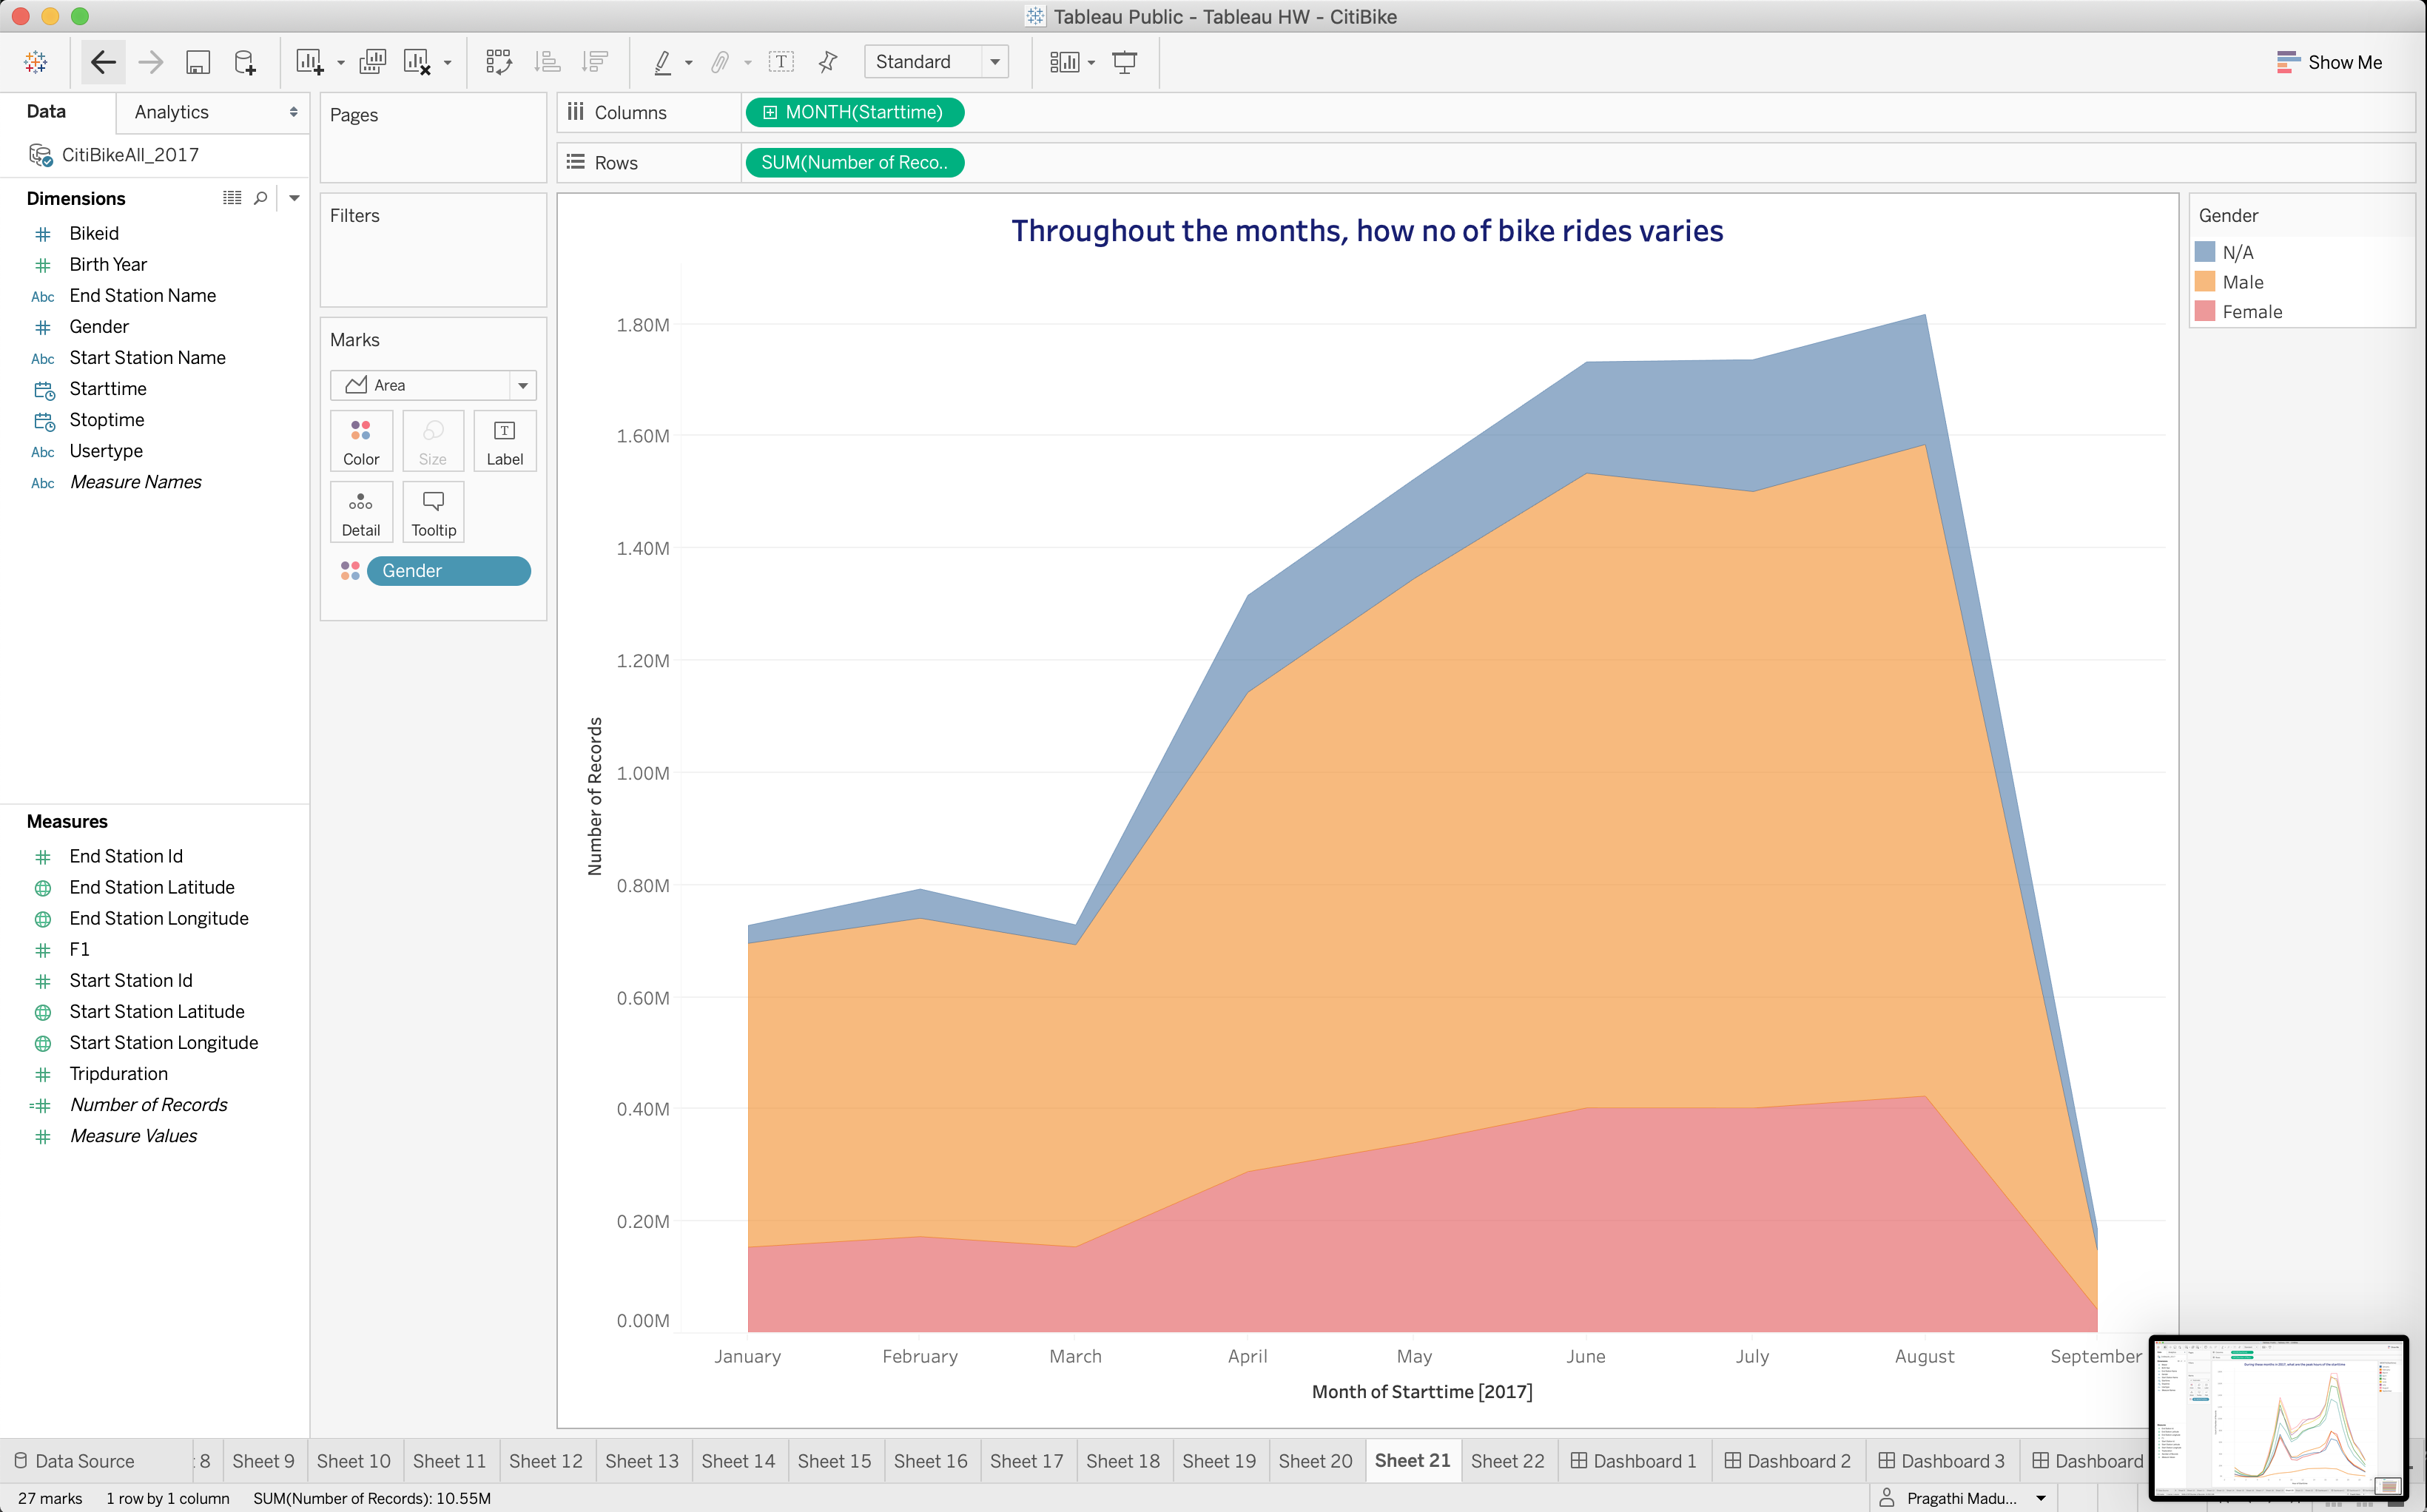 Tableau Public - Tableau HW - CitiBike
Standard
Show Me
Data
Analytics
CitiBikeAll_2017
Dimensions
Bikeid
Birth Year
Abc End Station Name
Gender
Abc Start Station Name
Starttime
Stoptime
Abc Usertype
Abc Measure Names
Measures
End Station Id
End Station Latitude
End Station Longitude
F1
Start Station Id
Start Station Latitude
Start Station Longitude
Tripduration
=# Number of Records
Measure Values
Pages
Filters
Marks
Area
Color
Size
Label
Detail
Tooltip
Gender
Columns
MONTH(Starttime)
Rows
SUM(Number of Reco..
Throughout the months, how no of bike rides varies
1.80M
1.60M
1.40M
1.20M
1.00M
0.80M
0.60M
0.40M
0.20M
0.00M
Number of Records
January February March April May June July August September
Month of Starttime [2017]
Gender
N/A
Male
Female
Data Source 8 Sheet 9 Sheet 10 Sheet 11 Sheet 12 Sheet 13 Sheet 14 Sheet 15 Sheet 16 Sheet 17 Sheet 18 Sheet 19 Sheet 20 Sheet 21 Sheet 22 Dashboard 1 Dashboard 2 Dashboard 3 Dashboard
27 marks 1 row by 1 column SUM(Number of Records): 10.55M
Pragathi Madu...